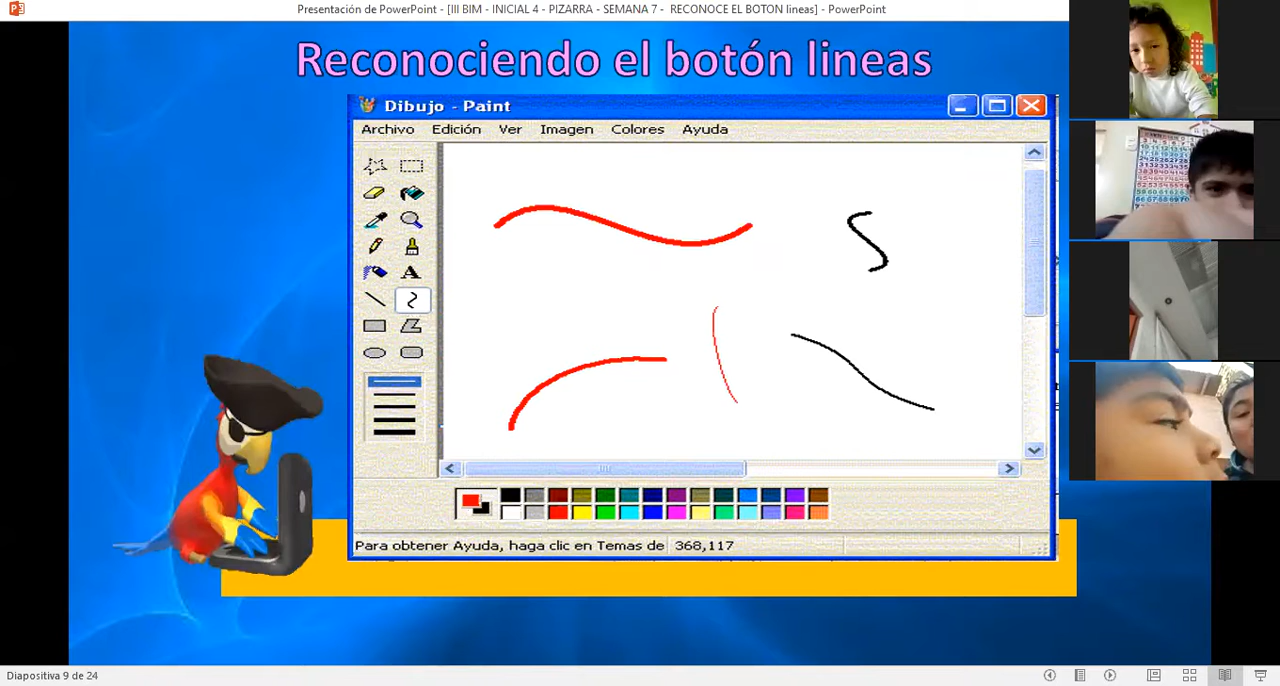 Presentación de PowerPoint - [III BIM - INICIAL 4 - PIZARRA - SEMANA 7 - RECONOCE EL BOTON lineas] - PowerPoint
Reconociendo el botón lineas
Dibujo - Paint
Archivo Edición Ver Imagen Colores Ayuda
A
Para obtener Ayuda, haga clic en Temas de 368,117
Diapositiva 9 de 24